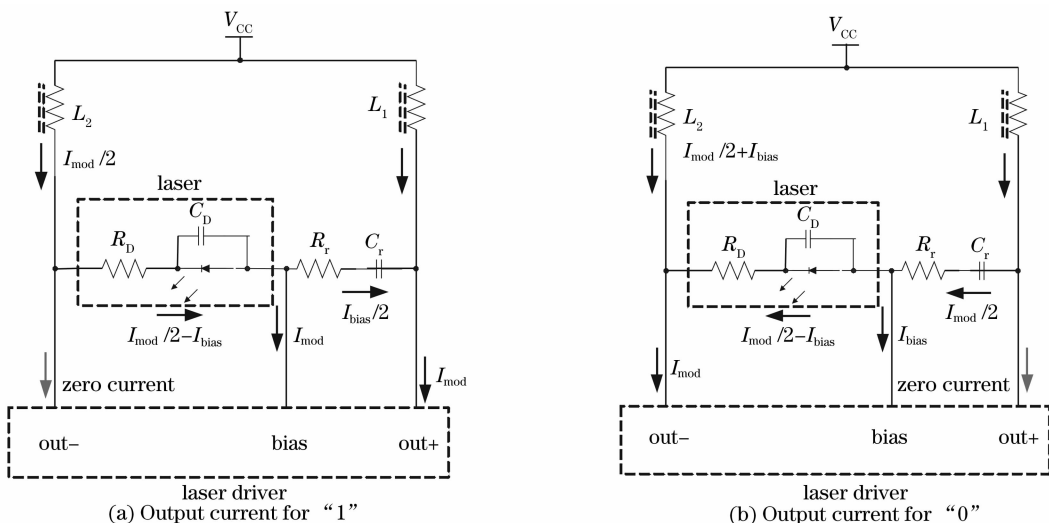 V_CC
L_2
L_1
I_mod /2
laser
C_D
R_D
R_r
C_r
I_bias/2
I_mod /2−I_bias
I_mod
zero current
I_mod
out−
bias
out+
laser driver
(a) Output current for “1”
V_CC
L_2
L_1
I_mod /2+I_bias
laser
C_D
R_D
R_r
C_r
I_mod /2
I_mod /2−I_bias
I_bias
I_mod
zero current
out−
bias
out+
laser driver
(b) Output current for “0”